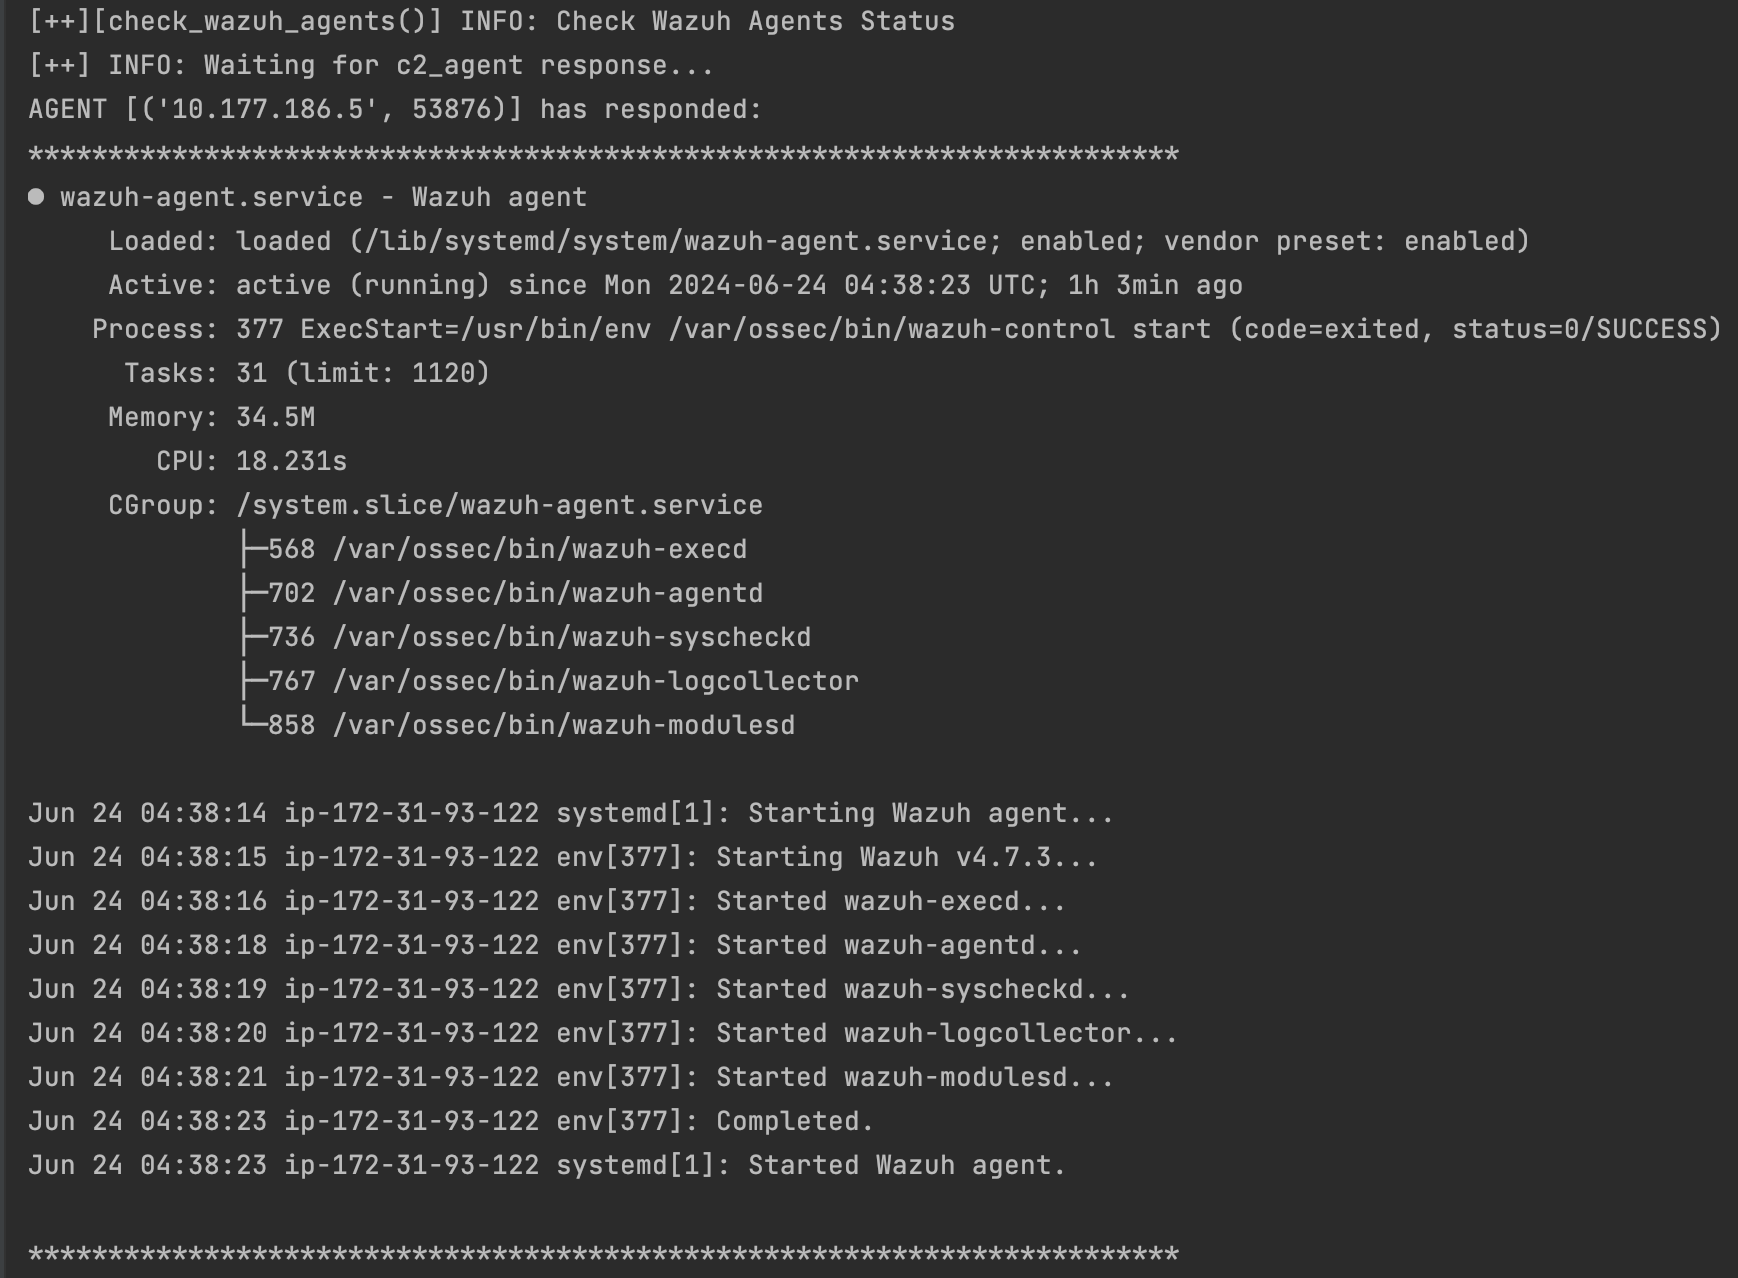 [++][check_wazuh_agents()] INFO: Check Wazuh Agents Status
[++] INFO: Waiting for c2_agent response...
AGENT [('10.177.186.5', 53876)] has responded:
************************************************************************
● wazuh-agent.service - Wazuh agent
     Loaded: loaded (/lib/systemd/system/wazuh-agent.service; enabled; vendor preset: enabled)
     Active: active (running) since Mon 2024-06-24 04:38:23 UTC; 1h 3min ago
    Process: 377 ExecStart=/usr/bin/env /var/ossec/bin/wazuh-control start (code=exited, status=0/SUCCESS)
      Tasks: 31 (limit: 1120)
     Memory: 34.5M
        CPU: 18.231s
     CGroup: /system.slice/wazuh-agent.service
             ├─568 /var/ossec/bin/wazuh-execd
             ├─702 /var/ossec/bin/wazuh-agentd
             ├─736 /var/ossec/bin/wazuh-syscheckd
             ├─767 /var/ossec/bin/wazuh-logcollector
             └─858 /var/ossec/bin/wazuh-modulesd

Jun 24 04:38:14 ip-172-31-93-122 systemd[1]: Starting Wazuh agent...
Jun 24 04:38:15 ip-172-31-93-122 env[377]: Starting Wazuh v4.7.3...
Jun 24 04:38:16 ip-172-31-93-122 env[377]: Started wazuh-execd...
Jun 24 04:38:18 ip-172-31-93-122 env[377]: Started wazuh-agentd...
Jun 24 04:38:19 ip-172-31-93-122 env[377]: Started wazuh-syscheckd...
Jun 24 04:38:20 ip-172-31-93-122 env[377]: Started wazuh-logcollector...
Jun 24 04:38:21 ip-172-31-93-122 env[377]: Started wazuh-modulesd...
Jun 24 04:38:23 ip-172-31-93-122 env[377]: Completed.
Jun 24 04:38:23 ip-172-31-93-122 systemd[1]: Started Wazuh agent.

************************************************************************